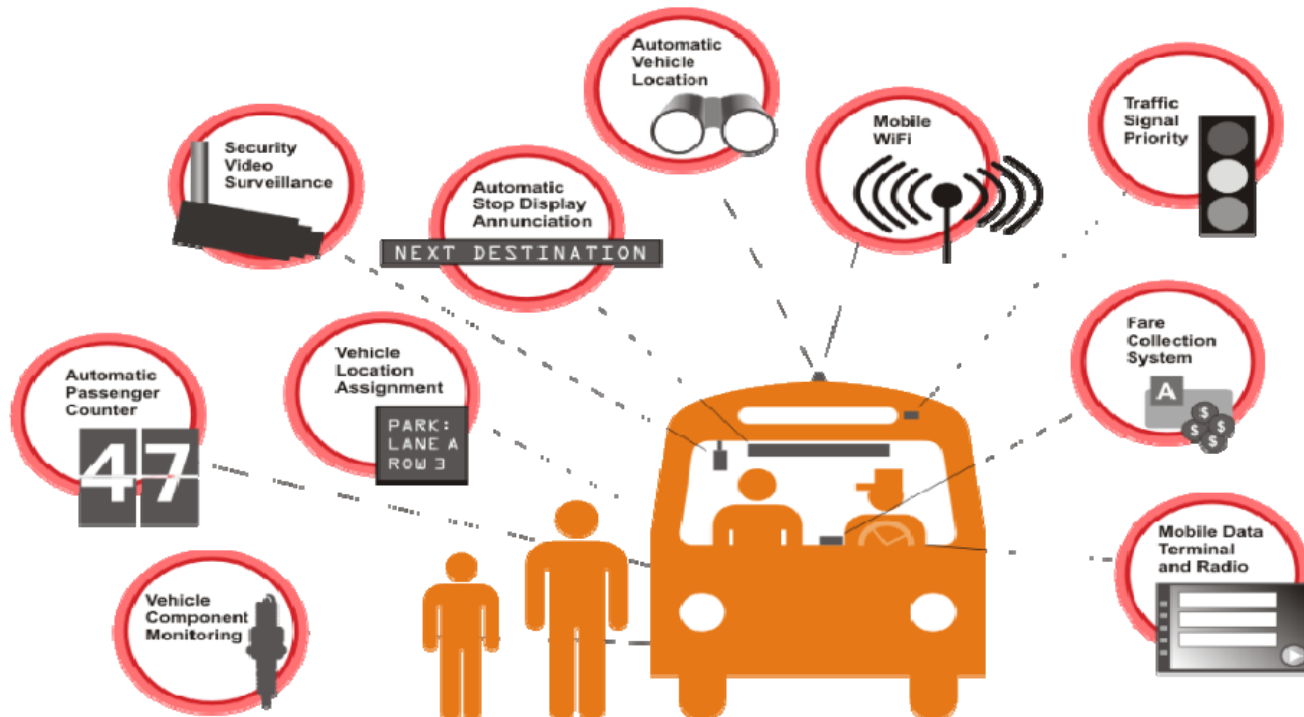 Automatic
Vehicle
Location
Mobile
WiFi
Traffic
Signal
Priority
Security
Video
Surveillance
Automatic
Stop Display
Annunciation
NEXT DESTINATION
Fare
Collection
System
A
$
$
$
$
Vehicle
Location
Assignment
PARK:
LANE A
ROW 3
Automatic
Passenger
Counter
47
Mobile Data
Terminal
and Radio
Vehicle
Component
Monitoring